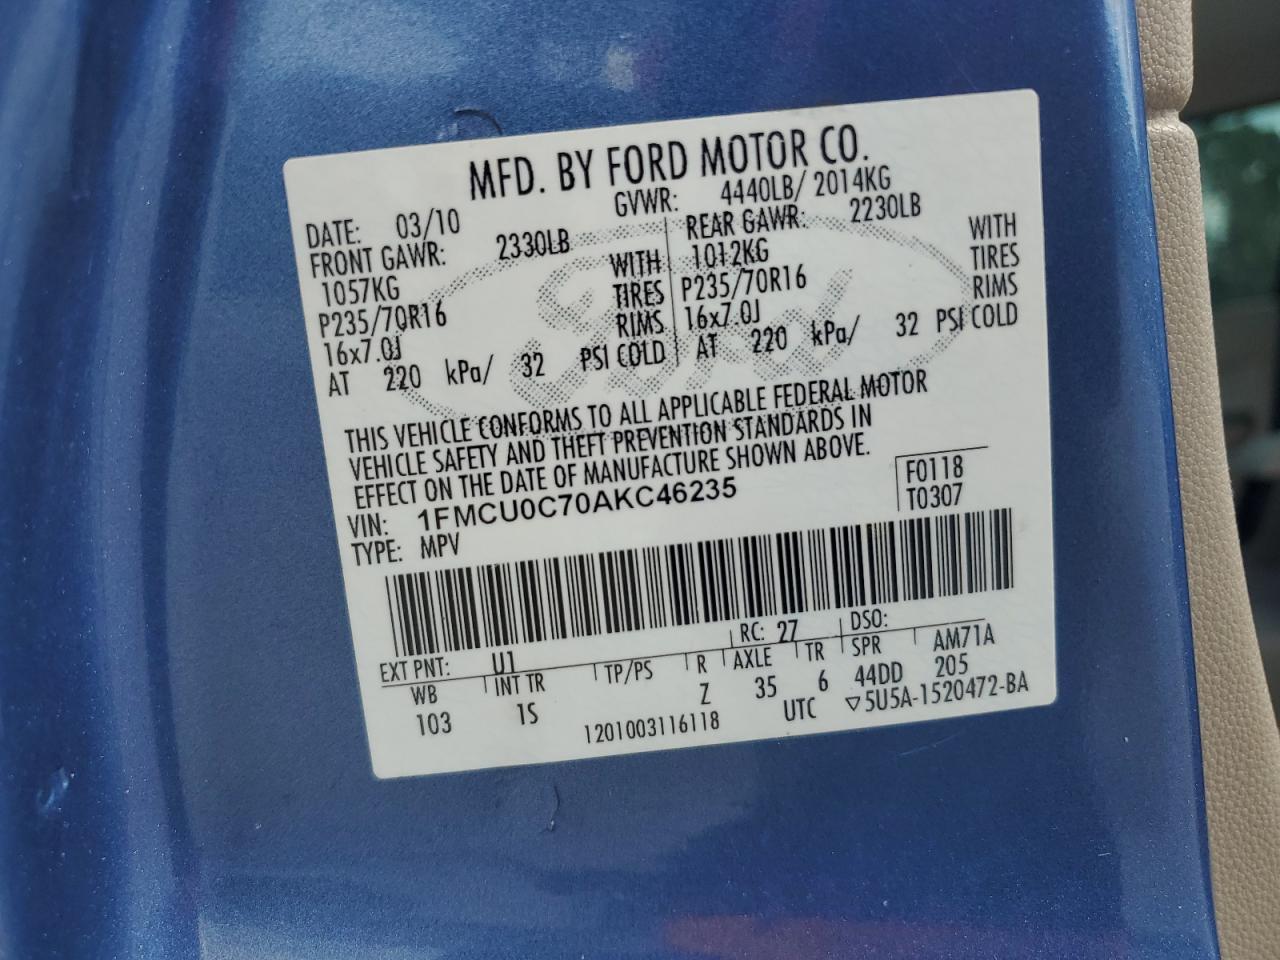 MFD. BY FORD MOTOR CO.
DATE: 03/10 GVWR: 4440LB/ 2014KG
FRONT GAWR: 2330LB REAR GAWR: 2230LB
1057KG WITH 1012KG WITH
P235/70R16 TIRES P235/70R16 TIRES
16x7.0J RIMS 16x7.0J RIMS
AT 220 kPa/ 32 PSI COLD AT 220 kPa/ 32 PSI COLD
Ford
THIS VEHICLE CONFORMS TO ALL APPLICABLE FEDERAL MOTOR
VEHICLE SAFETY AND THEFT PREVENTION STANDARDS IN
EFFECT ON THE DATE OF MANUFACTURE SHOWN ABOVE.
VIN: 1FMCU0C70AKC46235 F0118
TYPE: MPV T0307
EXT PNT: U1 RC: 27 DSO:
WB INT TR TP/PS R AXLE TR SPR AM71A
103 1S Z 35 6 44DD 205
1201003116118 UTC ▽5U5A-1520472-BA